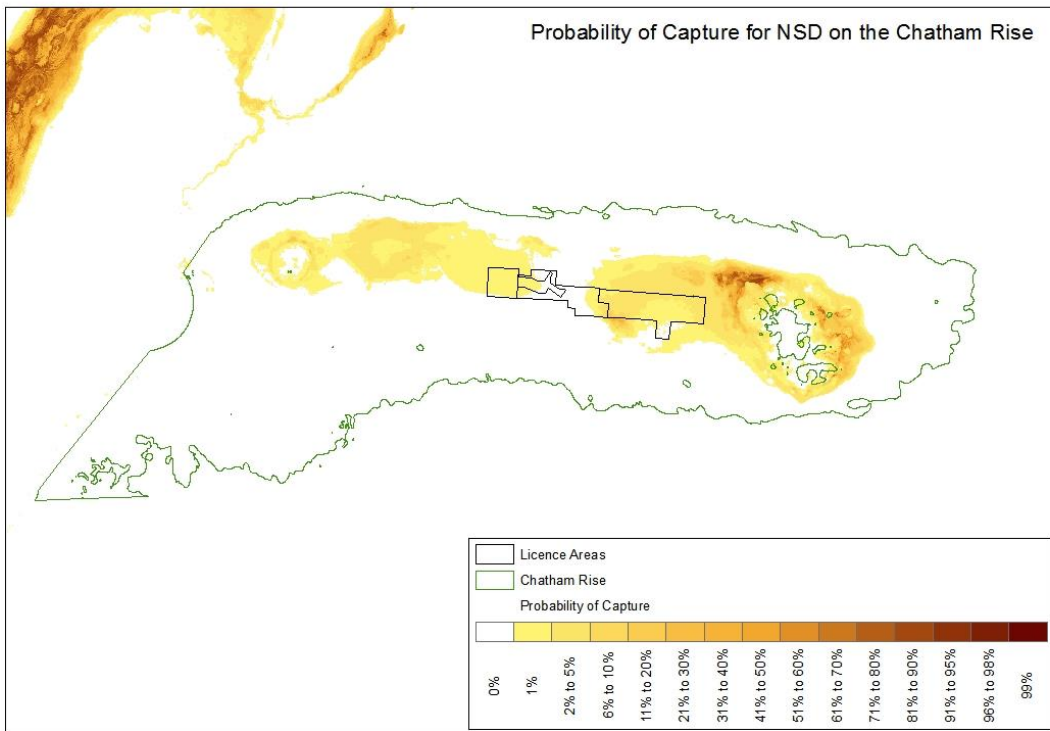 Probability of Capture for NSD on the Chatham Rise
Licence Areas
Chatham Rise
Probability of Capture
0%
1%
2% to 5%
6% to 10%
11% to 20%
21% to 30%
31% to 40%
41% to 50%
51% to 60%
61% to 70%
71% to 80%
81% to 90%
91% to 95%
96% to 98%
99%